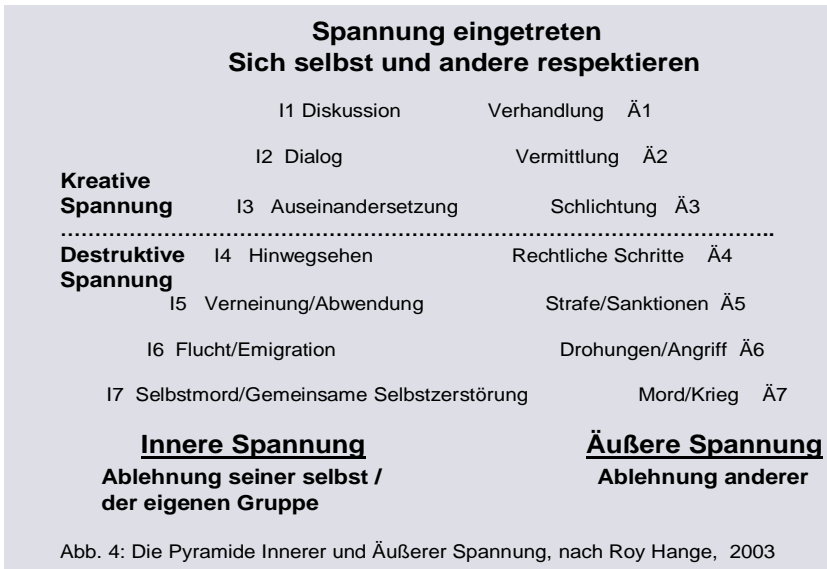 Spannung eingetreten
Sich selbst und andere respektieren
I1 Diskussion Verhandlung Ä1
I2 Dialog Vermittlung Ä2
Kreative
Spannung I3 Auseinandersetzung Schlichtung Ä3
Destruktive I4 Hinwegsehen Rechtliche Schritte Ä4
Spannung
I5 Verneinung/Abwendung Strafe/Sanktionen Ä5
I6 Flucht/Emigration Drohungen/Angriff Ä6
I7 Selbstmord/Gemeinsame Selbstzerstörung Mord/Krieg Ä7
Innere Spannung Äußere Spannung
Ablehnung seiner selbst / Ablehnung anderer
der eigenen Gruppe
Abb. 4: Die Pyramide Innerer und Äußerer Spannung, nach Roy Hange, 2003